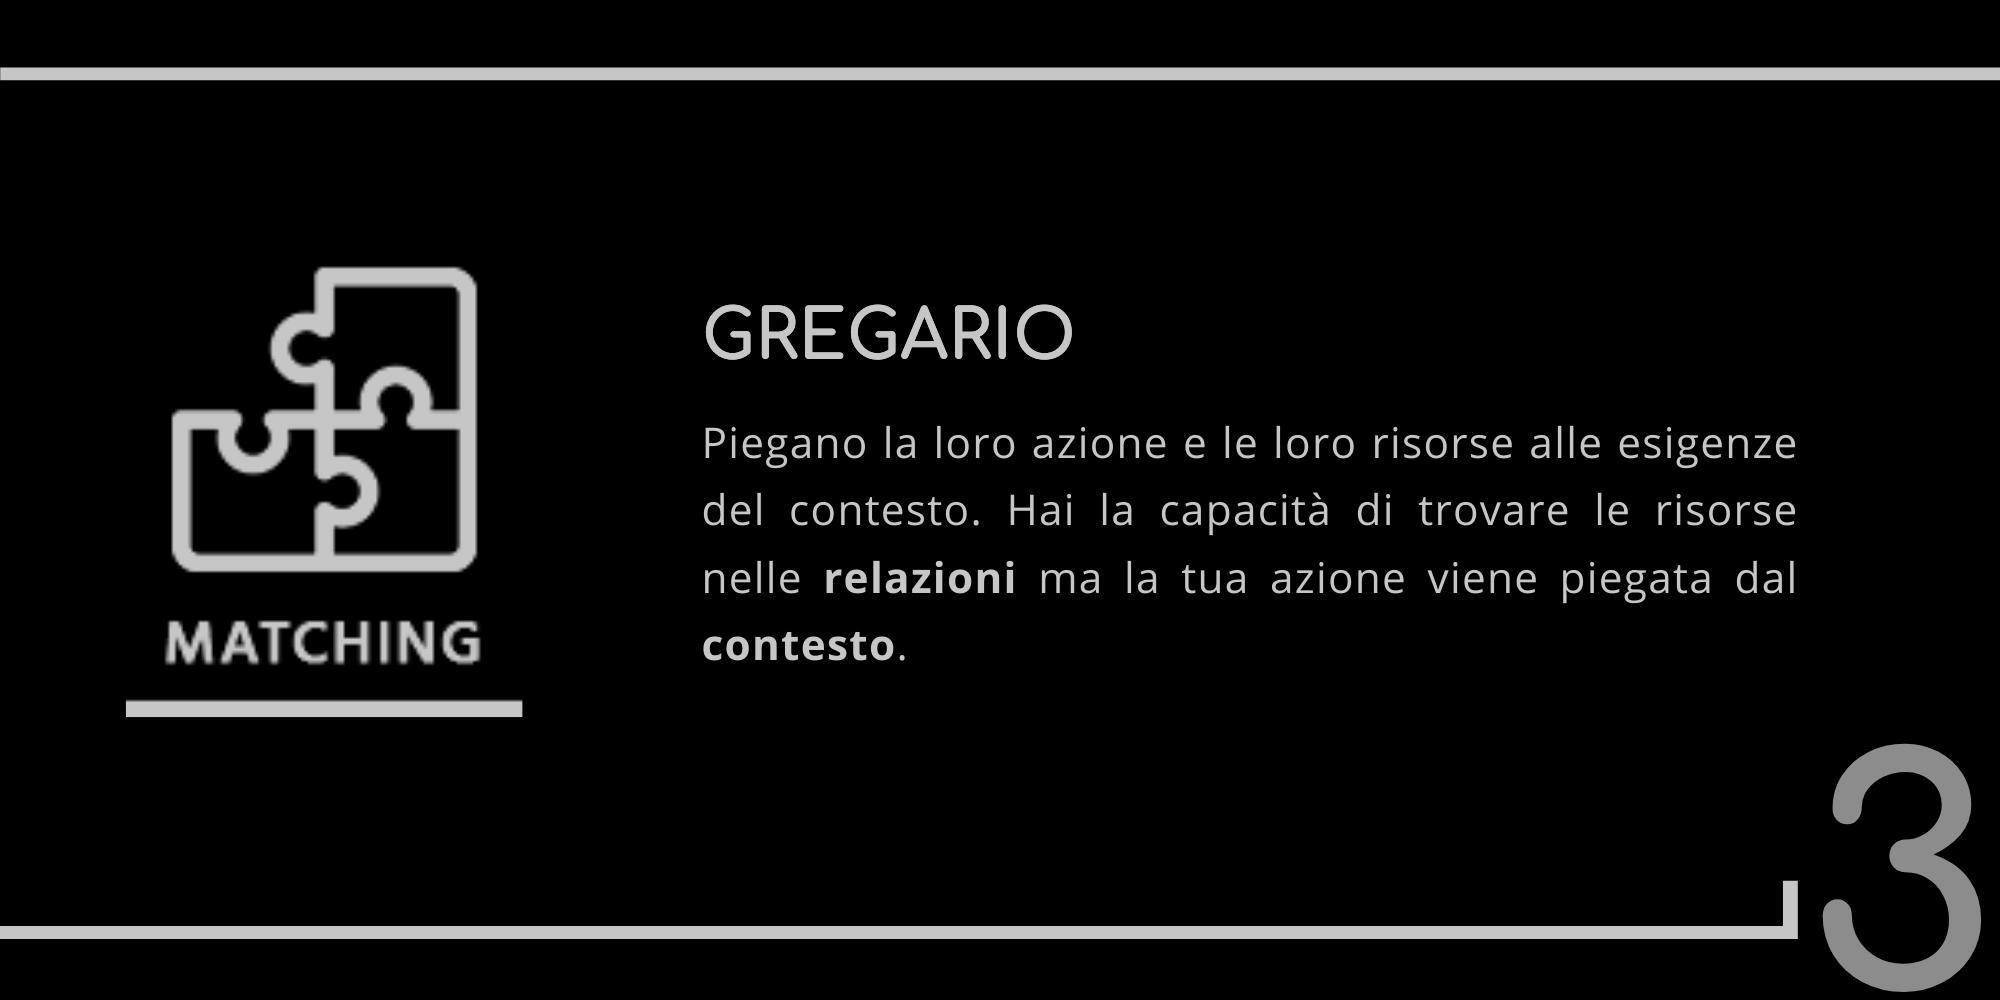 MATCHING
GREGARIO
Piegano la loro azione e le loro risorse alle esigenze
del contesto. Hai la capacità di trovare le risorse
nelle relazioni ma la tua azione viene piegata dal
contesto.
3